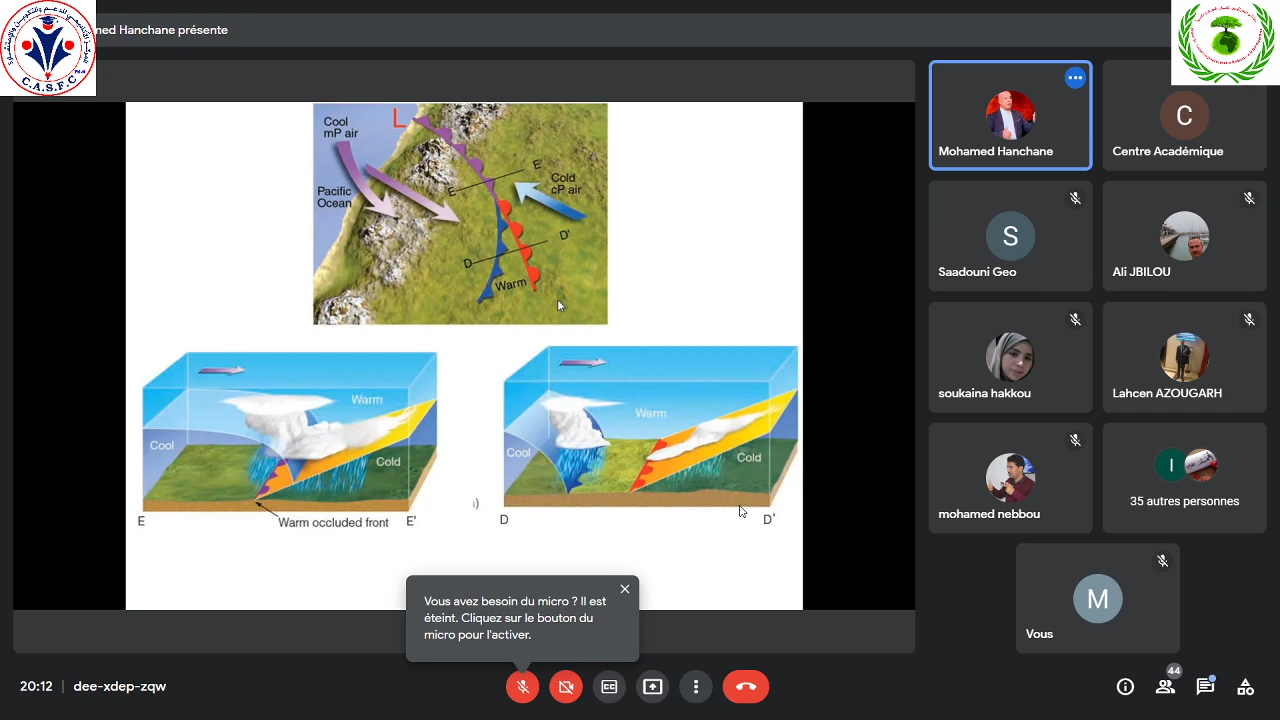 C.A.S.F.C
med Hanchane présente
Cool
mP air
L
Pacific
Ocean
E
E'
Cold
cP air
D
D'
Warm
Cool
Warm
Cold
E
Warm occluded front
E'
Cool
Warm
Cold
D
D'
Mohamed Hanchane
C
Centre Académique
S
Saadouni Geo
Ali JBILOU
soukaina hakkou
Lahcen AZOUGARH
mohamed nebbou
I
35 autres personnes
M
Vous
Vous avez besoin du micro ? Il est
éteint. Cliquez sur le bouton du
micro pour l'activer.
20:12 | dee-xdep-zqw
CC
44